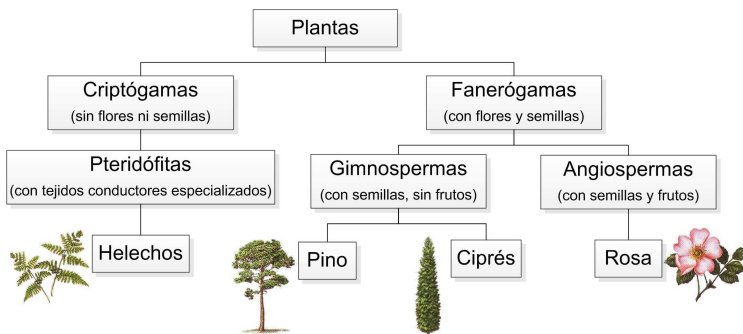 Plantas
Criptógamas
(sin flores ni semillas)
Fanerógamas
(con flores y semillas)
Pteridófitas
(con tejidos conductores especializados)
Gimnospermas
(con semillas, sin frutos)
Angiospermas
(con semillas y frutos)
Helechos
Pino
Ciprés
Rosa